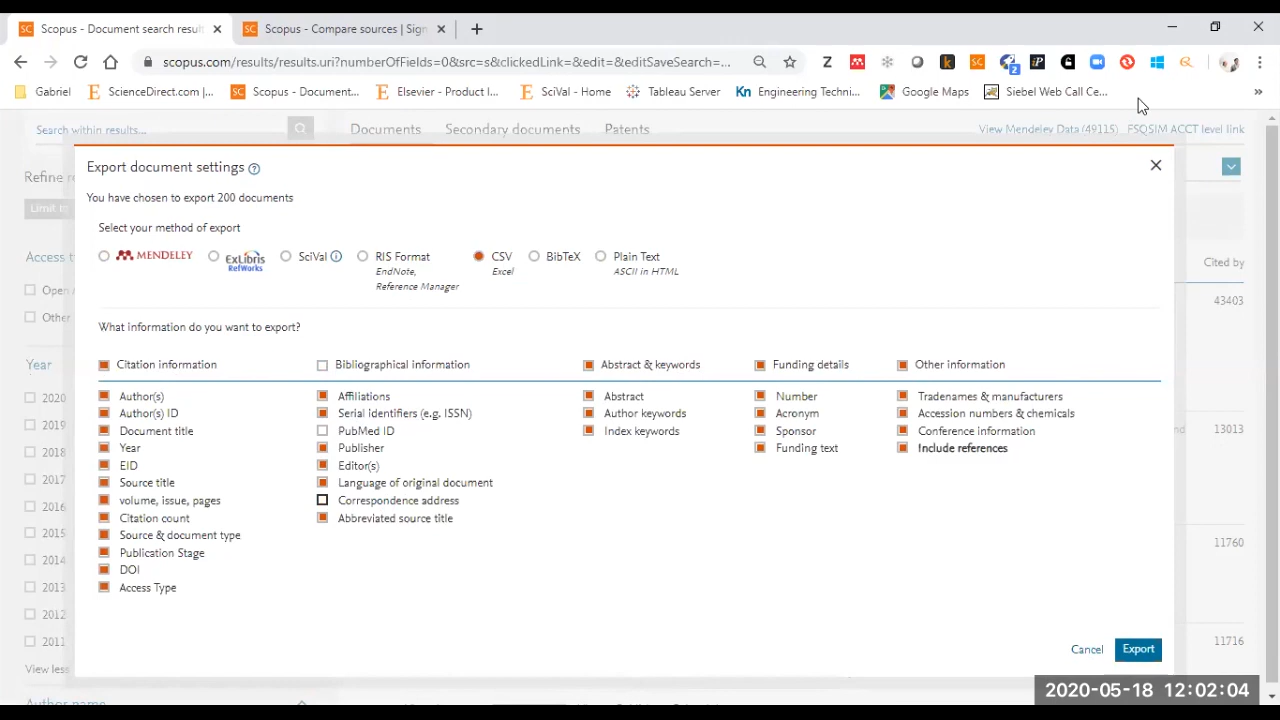 Scopus - Document search resul
Scopus - Compare sources | Sign
scopus.com/results/results.uri?numberOfFields=0&src=s&clickedLink=&edit=&editSaveSearch=...
Gabriel
ScienceDirect.com |...
Scopus - Document...
Elsevier - Product I...
SciVal - Home
Tableau Server
Engineering Techni...
Google Maps
Siebel Web Call Ce...
»
Search within results...
Documents
Secondary documents
Patents
View Mendeley Data (49115)
FSQSIM ACCT level link
Export document settings
You have chosen to export 200 documents
Select your method of export
MENDELEY
ExLibris
RefWorks
SciVal
RIS Format
EndNote,
Reference Manager
CSV
Excel
BibTeX
Plain Text
ASCII in HTML
What information do you want to export?
Citation information
Author(s)
Author(s) ID
Document title
Year
EID
Source title
volume, issue, pages
Citation count
Source & document type
Publication Stage
DOI
Access Type
Bibliographical information
Affiliations
Serial identifiers (e.g. ISSN)
PubMed ID
Publisher
Editor(s)
Language of original document
Correspondence address
Abbreviated source title
Abstract & keywords
Abstract
Author keywords
Index keywords
Funding details
Number
Acronym
Sponsor
Funding text
Other information
Tradenames & manufacturers
Accession numbers & chemicals
Conference information
Include references
Cancel
Export
Refine r
Limit to
Access t
Open
Other
Year
2020
2019
2018
2017
2016
2015
2014
2013
2012
2011
View less
Author name
Cited by
43403
nd
13013
11760
11716
2020-05-18 12:02:04